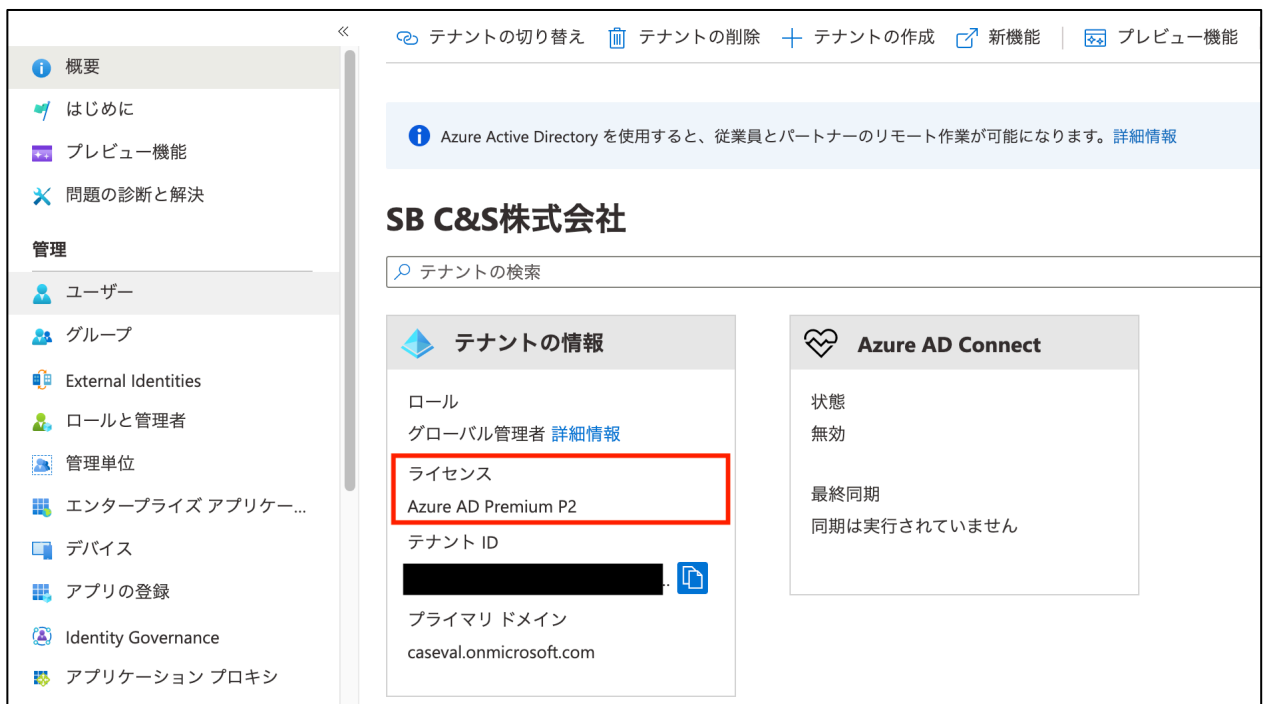 «
概要
はじめに
プレビュー機能
問題の診断と解決
管理
ユーザー
グループ
External Identities
ロールと管理者
管理単位
エンタープライズ アプリケー...
デバイス
アプリの登録
Identity Governance
アプリケーション プロキシ
テナントの切り替え テナントの削除 テナントの作成 新機能 プレビュー機能
Azure Active Directory を使用すると、従業員とパートナーのリモート作業が可能になります。詳細情報
SB C&S株式会社
テナントの検索
テナントの情報
ロール
グローバル管理者 詳細情報
ライセンス
Azure AD Premium P2
テナント ID
..
プライマリ ドメイン
caseval.onmicrosoft.com
Azure AD Connect
状態
無効
最終同期
同期は実行されていません